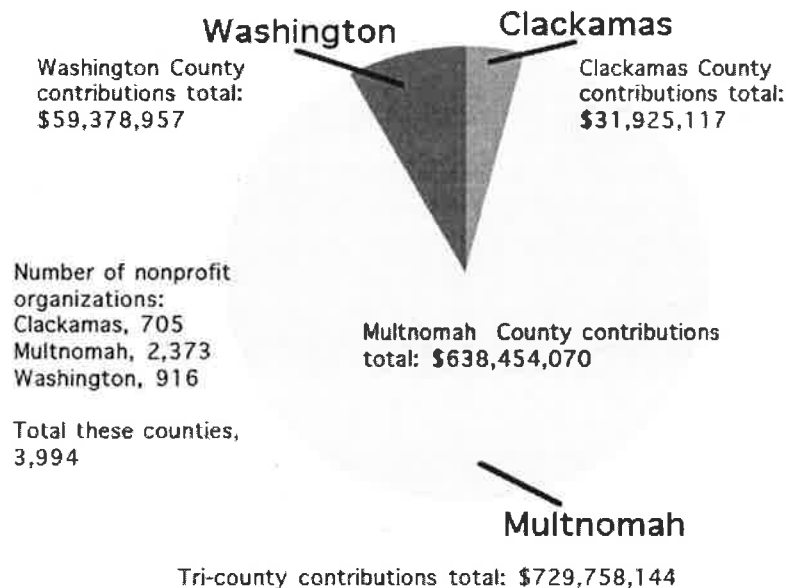 Washington
Clackamas
Washington County
contributions total:
$59,378,957
Clackamas County
contributions total:
$31,925,117
Number of nonprofit
organizations:
Clackamas, 705
Multnomah, 2,373
Washington, 916
Total these counties,
3,994
Multnomah County contributions
total: $638,454,070
Multnomah
Tri-county contributions total: $729,758,144